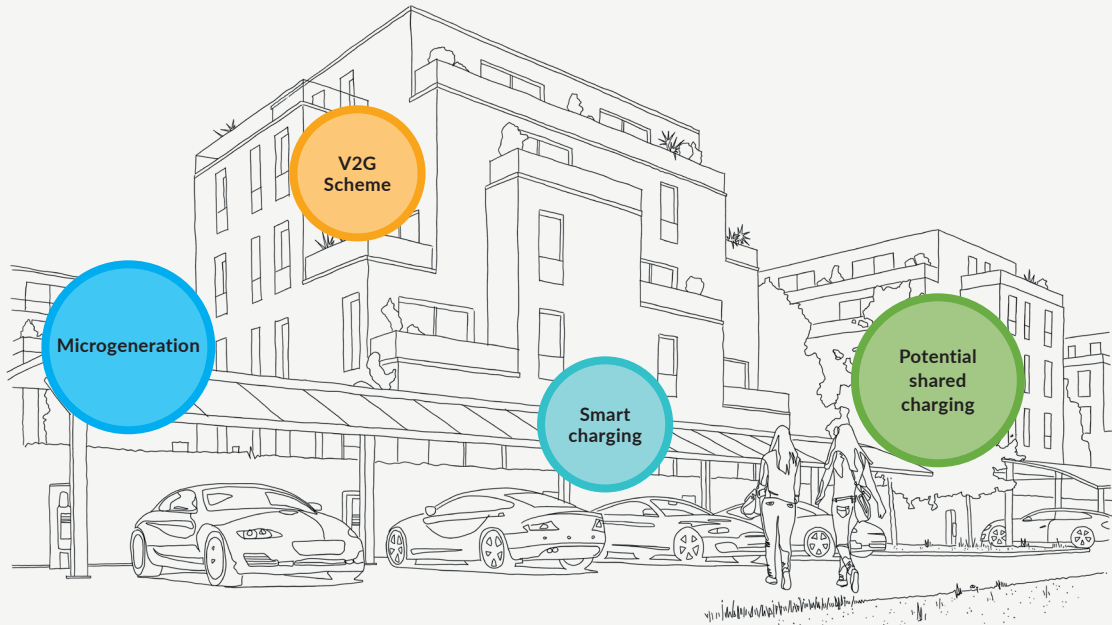 V2G
Scheme
Microgeneration
Smart
charging
Potential
shared
charging